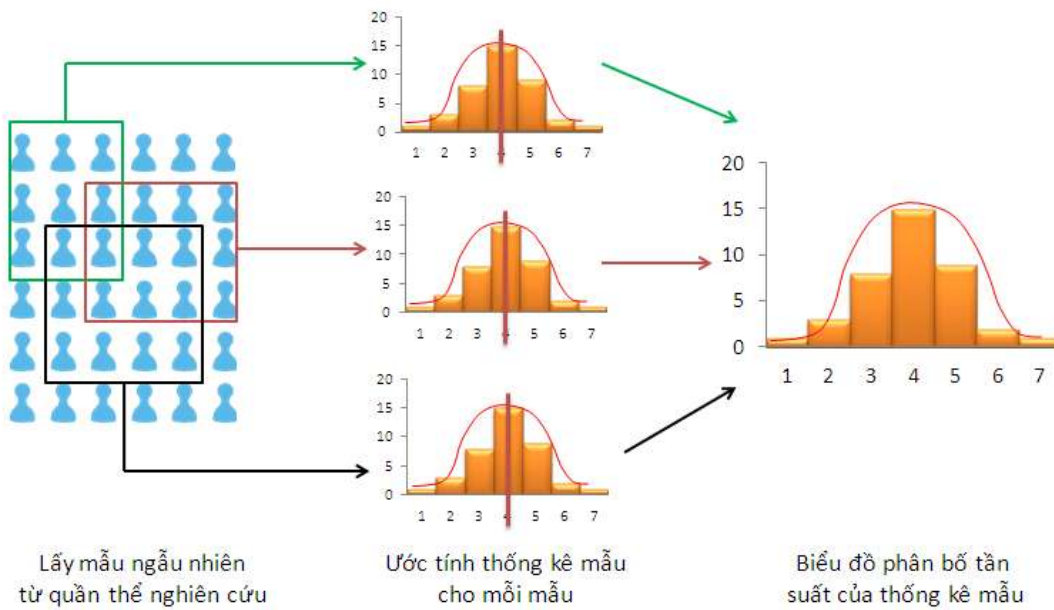 20
15
10
5
0
1 2 3 4 5 6 7
20
15
10
5
0
1 2 3 4 5 6 7
20
15
10
5
0
1 2 3 4 5 6 7
20
15
10
5
0
1 2 3 4 5 6 7
Lấy mẫu ngẫu nhiên
từ quần thể nghiên cứu
Ước tính thống kê mẫu
cho mỗi mẫu
Biểu đồ phân bố tần
suất của thống kê mẫu